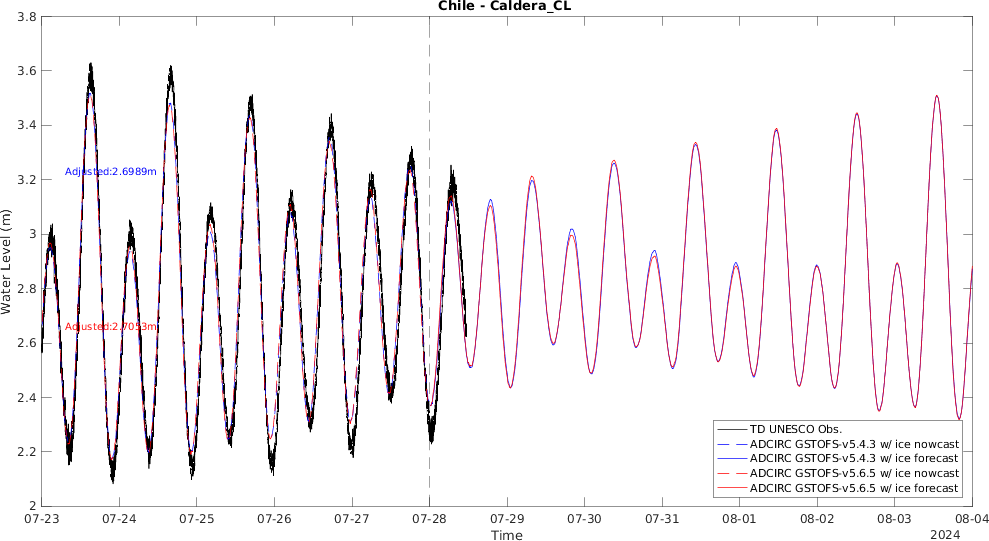 Chile - Caldera_CL
3.8
3.6
3.4
3.2
3
2.8
2.6
2.4
2.2
2
Water Level (m)
Adjusted:2.6989m
Adjusted:2.7053m
TD UNESCO Obs.
ADCIRC GSTOFS-v5.4.3 w/ ice nowcast
ADCIRC GSTOFS-v5.4.3 w/ ice forecast
ADCIRC GSTOFS-v5.6.5 w/ ice nowcast
ADCIRC GSTOFS-v5.6.5 w/ ice forecast
07-23 07-24 07-25 07-26 07-27 07-28 07-29 07-30 07-31 08-01 08-02 08-03 08-04
Time
2024